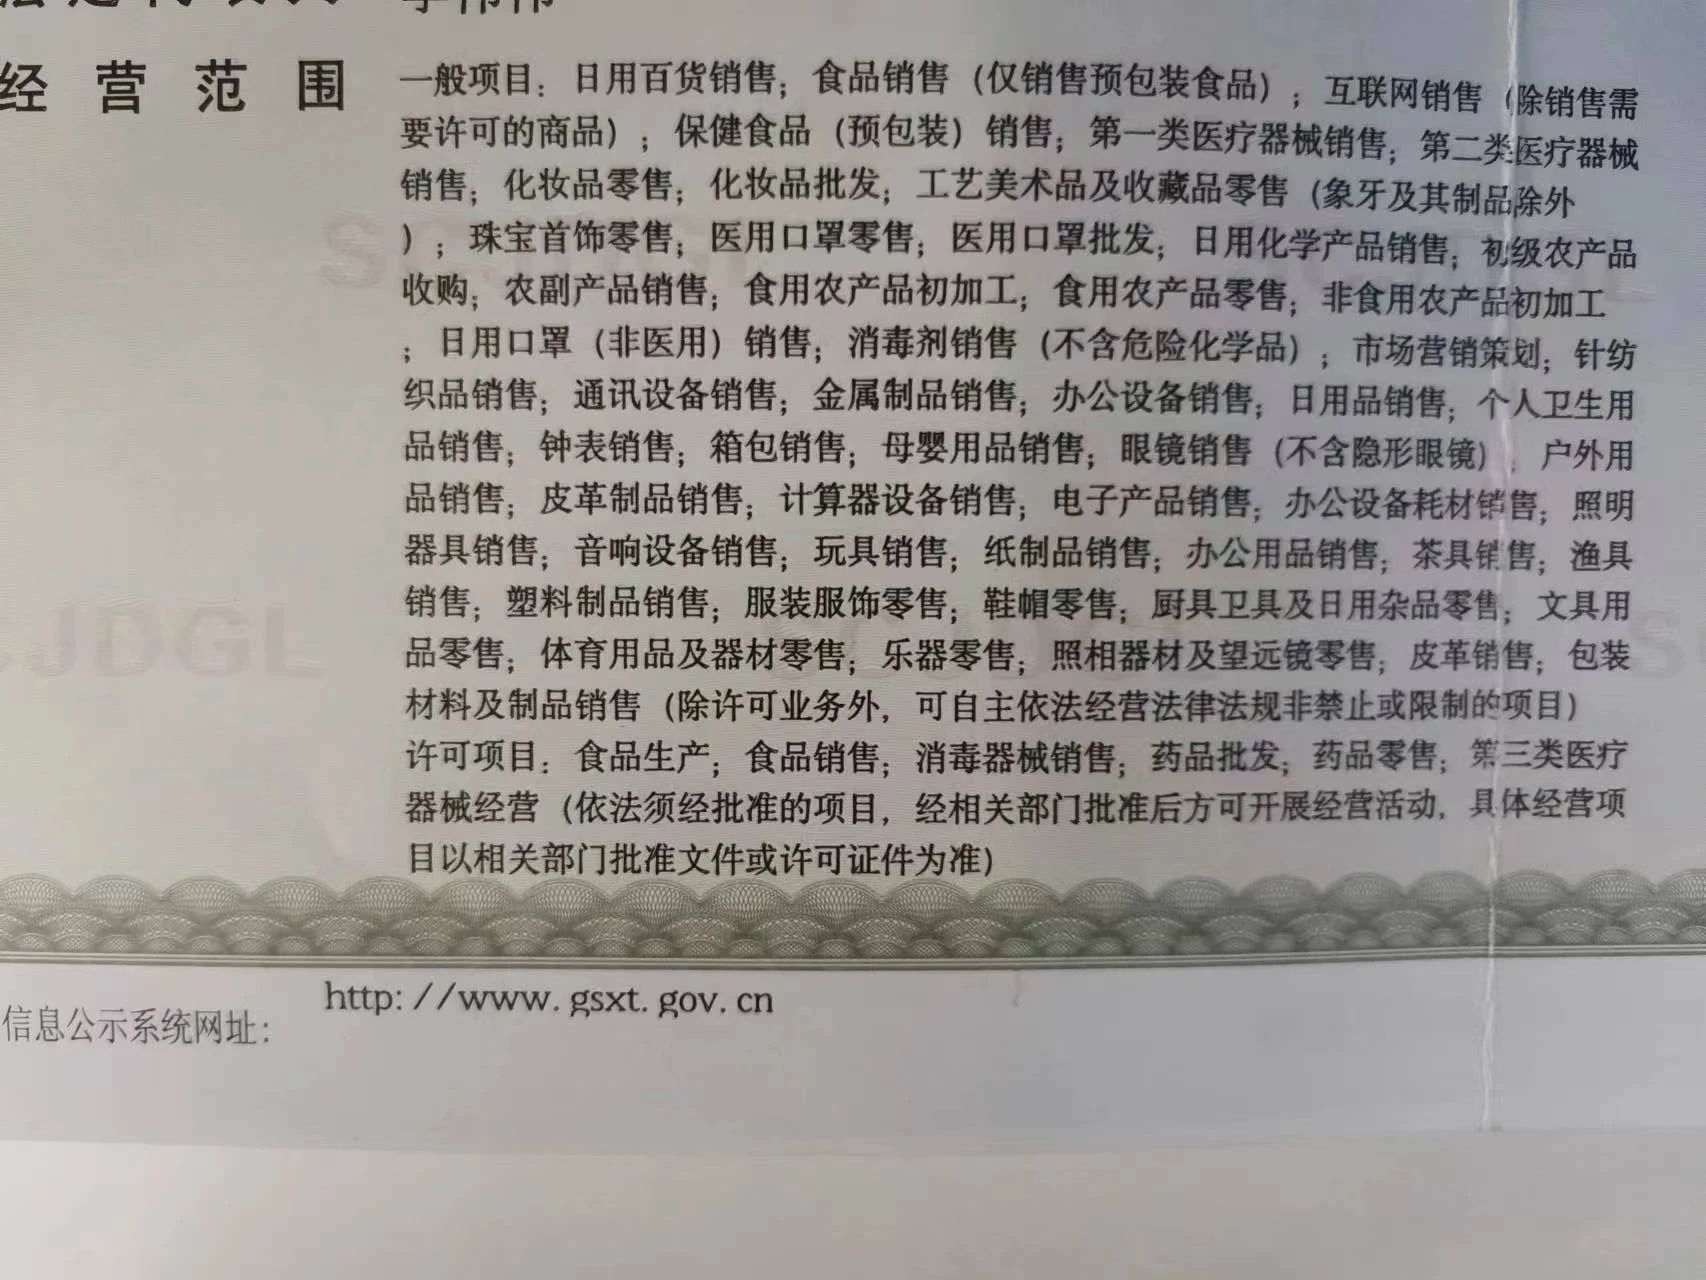 经营范围 一般项目：日用百货销售；食品销售（仅销售预包装食品）；互联网销售（除销售需
要许可的商品）；保健食品（预包装）销售；第一类医疗器械销售；第二类医疗器械
销售；化妆品零售；化妆品批发；工艺美术品及收藏品零售（象牙及其制品除外
）；珠宝首饰零售；医用口罩零售；医用口罩批发；日用化学产品销售；初级农产品
收购；农副产品销售；食用农产品初加工；食用农产品零售；非食用农产品初加工
；日用口罩（非医用）销售；消毒剂销售（不含危险化学品）；市场营销策划；针纺
织品销售；通讯设备销售；金属制品销售；办公设备销售；日用品销售；个人卫生用
品销售；钟表销售；箱包销售；母婴用品销售；眼镜销售（不含隐形眼镜）；户外用
品销售；皮革制品销售；计算器设备销售；电子产品销售；办公设备耗材销售；照明
器具销售；音响设备销售；玩具销售；纸制品销售；办公用品销售；茶具销售；渔具
销售；塑料制品销售；服装服饰零售；鞋帽零售；厨具卫具及日用杂品零售；文具用
品零售；体育用品及器材零售；乐器零售；照相器材及望远镜零售；皮革销售；包装
材料及制品销售（除许可业务外，可自主依法经营法律法规非禁止或限制的项目）
许可项目：食品生产；食品销售；消毒器械销售；药品批发；药品零售；第三类医疗
器械经营（依法须经批准的项目，经相关部门批准后方可开展经营活动，具体经营项
目以相关部门批准文件或许可证件为准）
JDGL
http://www.gsxt.gov.cn
信息公示系统网址：